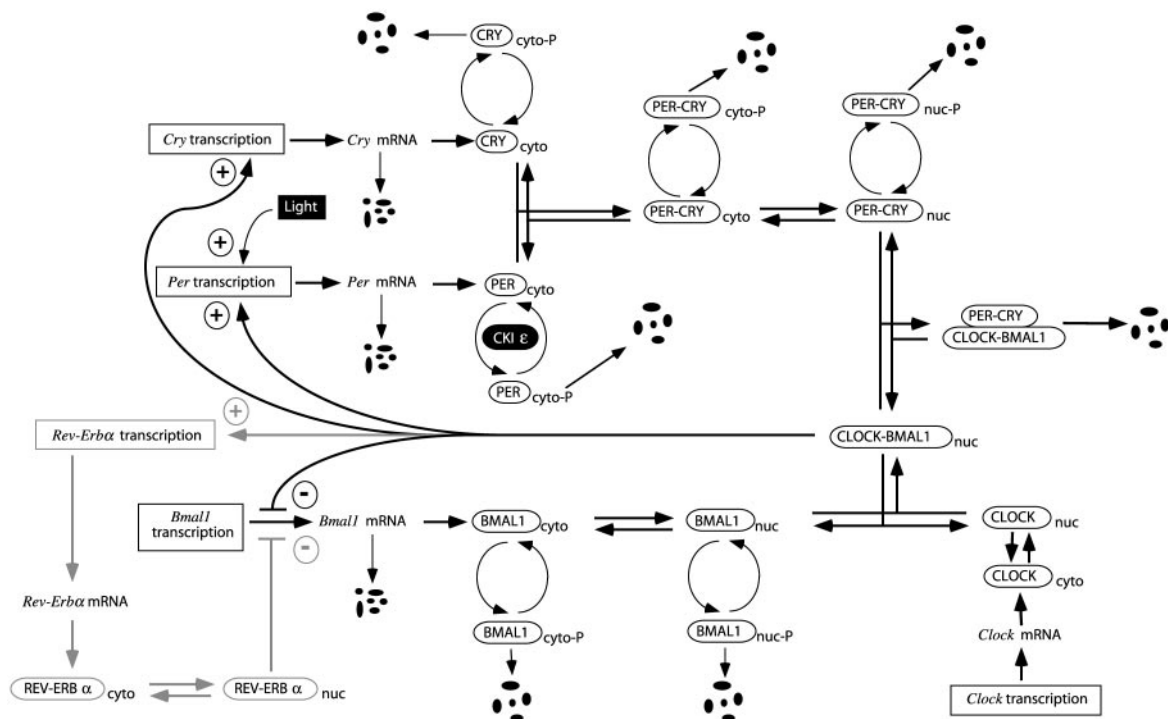 CRY cyto-P
PER-CRY cyto-P
PER-CRY nuc-P
Cry transcription
Cry mRNA
CRY cyto
+
Light
PER-CRY cyto
PER-CRY nuc
+
Per transcription
Per mRNA
PER cyto
+
CKI ε
PER-CRY
CLOCK-BMAL1
PER cyto-P
+
Rev-Erbα transcription
CLOCK-BMAL1 nuc
-
Bmal1
transcription
Bmal1 mRNA
BMAL1 cyto
BMAL1 nuc
CLOCK nuc
-
CLOCK cyto
Rev-Erbα mRNA
BMAL1 cyto-P
BMAL1 nuc-P
Clock mRNA
REV-ERB α cyto
REV-ERB α nuc
Clock transcription